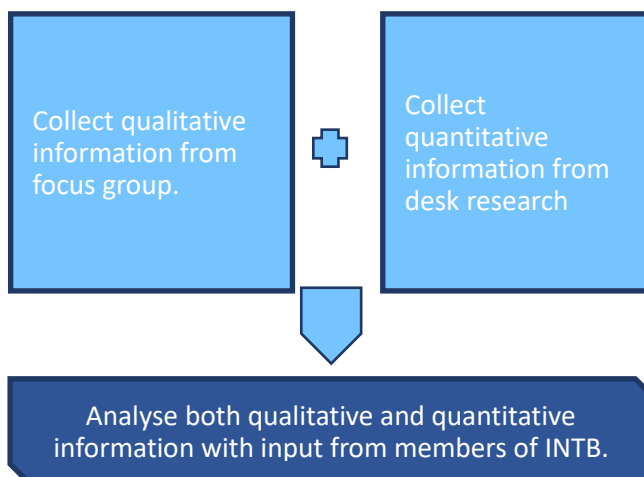 Collect qualitative
information from
focus group.
Collect
quantitative
information from
desk research
Analyse both qualitative and quantitative
information with input from members of INTB.